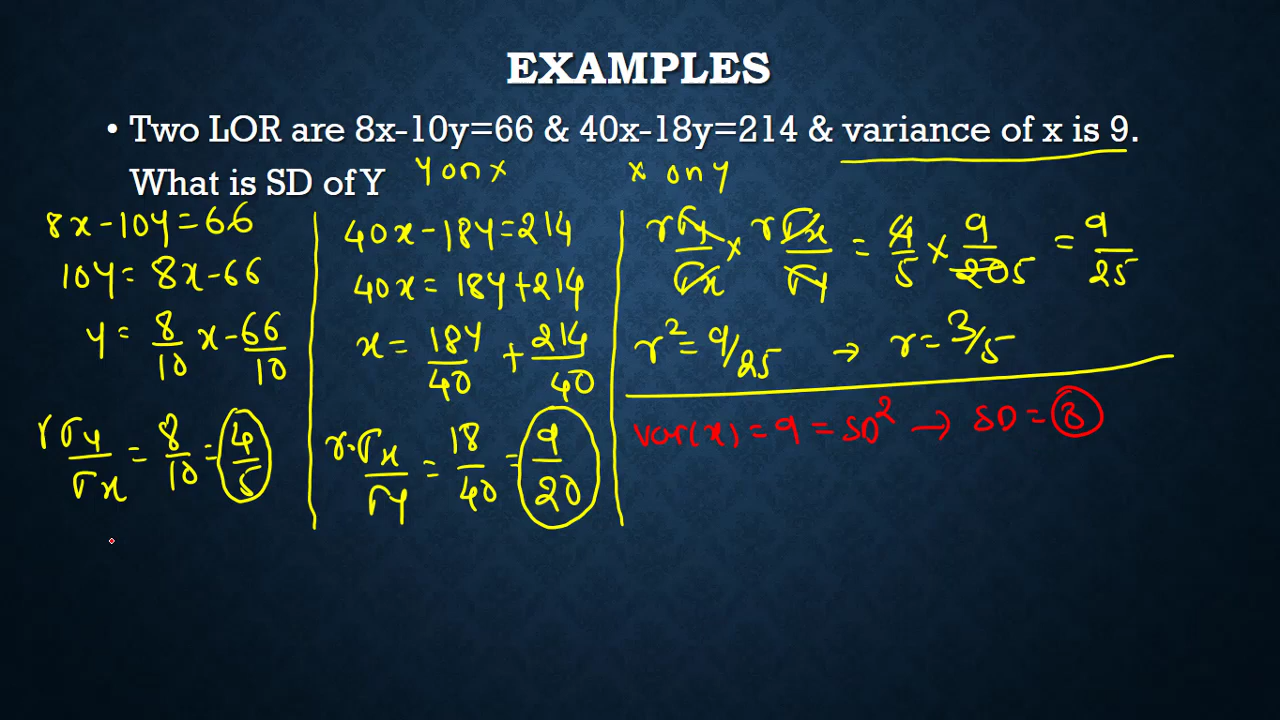 EXAMPLES
• Two LOR are 8x-10y=66 & 40x-18y=214 & variance of x is 9.
What is SD of Y
y on x
x on y
8x-10y=66
10y=8x-66
y=8/10 x-66/10
rσy/σx=8/10=4/5
40x-18y=214
40x=18y+214
x=18y/40+214/40
r·σx/σy=18/40=9/20
rσy/σx × rσx/σy = 4/5 × 9/20 5 = 9/25
r²=9/25 → r=3/5
var(x)=9=SD² → SD=3